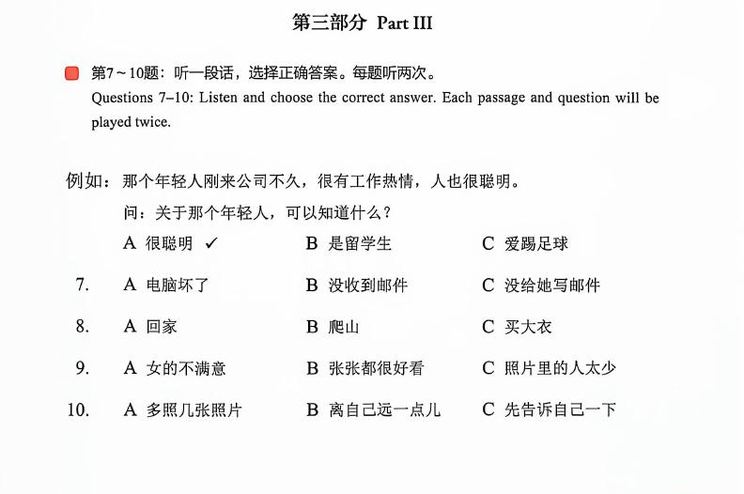 第三部分 Part III
第7～10题：听一段话，选择正确答案。每题听两次。
Questions 7–10: Listen and choose the correct answer. Each passage and question will be
played twice.
例如：那个年轻人刚来公司不久，很有工作热情，人也很聪明。
问：关于那个年轻人，可以知道什么？
A 很聪明 ✓ B 是留学生 C 爱踢足球
7. A 电脑坏了 B 没收到邮件 C 没给她写邮件
8. A 回家 B 爬山 C 买大衣
9. A 女的不满意 B 张张都很好看 C 照片里的人太少
10. A 多照几张照片 B 离自己远一点儿 C 先告诉自己一下